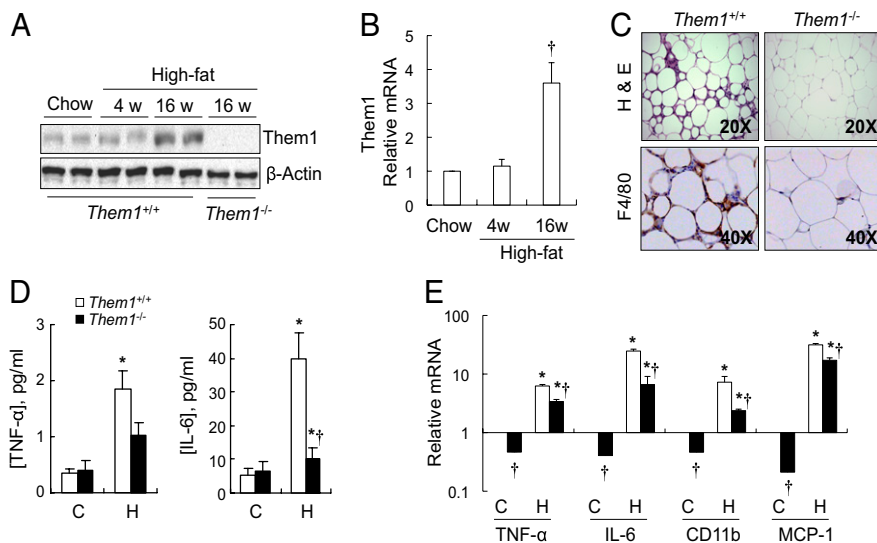 A
High-fat
Chow 4 w 16 w 16 w
Them1
β-Actin
Them1+/+ Them1-/-
B
Them1
Relative mRNA
5
4
3
2
1
0
†
Chow 4w 16w
High-fat
C
Them1+/+ Them1-/-
H & E
20X 20X
F4/80
40X 40X
D
Them1+/+
Them1-/-
[TNF-α], pg/ml
3
2
1
0
*
C H
[IL-6], pg/ml
50
40
30
20
10
0
*
*†
C H
E
Relative mRNA
100
10
1
0.1
* *† * *† * *† * *†
† † † †
C H C H C H C H
TNF-α IL-6 CD11b MCP-1